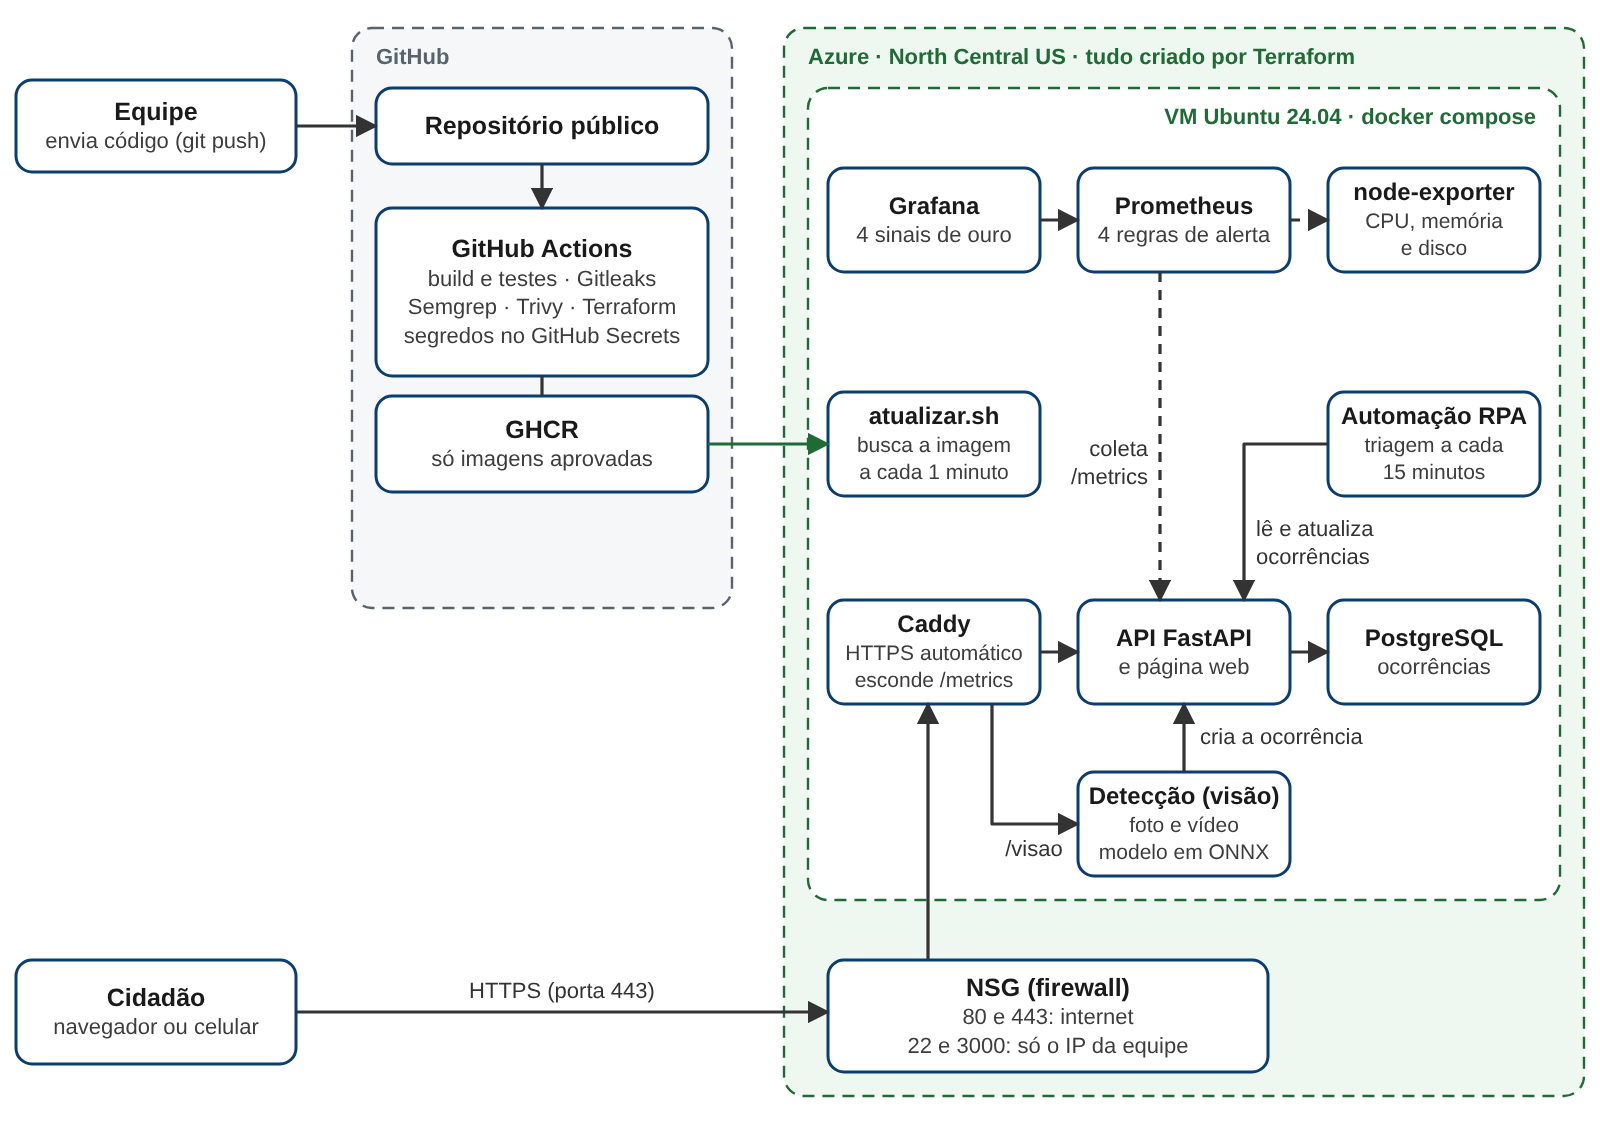 GitHub
Azure · North Central US · tudo criado por Terraform
Equipe
envia código (git push)
Repositório público
VM Ubuntu 24.04 · docker compose
GitHub Actions
build e testes · Gitleaks
Semgrep · Trivy · Terraform
segredos no GitHub Secrets
Grafana
4 sinais de ouro
Prometheus
4 regras de alerta
node-exporter
CPU, memória
e disco
GHCR
só imagens aprovadas
atualizar.sh
busca a imagem
a cada 1 minuto
coleta
/metrics
Automação RPA
triagem a cada
15 minutos
lê e atualiza
ocorrências
Caddy
HTTPS automático
esconde /metrics
API FastAPI
e página web
PostgreSQL
ocorrências
cria a ocorrência
Detecção (visão)
foto e vídeo
modelo em ONNX
/visao
Cidadão
navegador ou celular
HTTPS (porta 443)
NSG (firewall)
80 e 443: internet
22 e 3000: só o IP da equipe